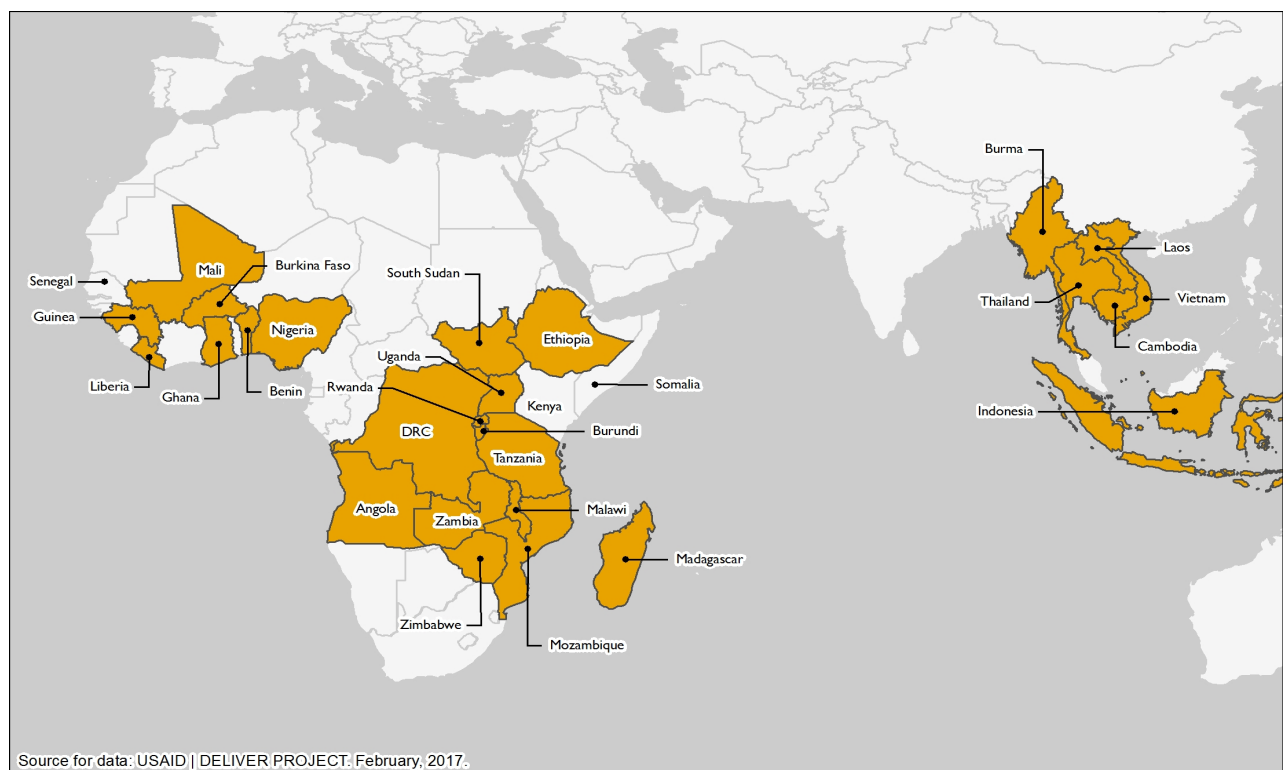 Burma
Laos
Mali
Burkina Faso
South Sudan
Senegal
Thailand
Vietnam
Guinea
Nigeria
Ethiopia
Cambodia
Uganda
Liberia
Rwanda
Somalia
Ghana
Benin
Kenya
Indonesia
DRC
Burundi
Tanzania
Angola
Malawi
Zambia
Madagascar
Zimbabwe
Mozambique
Source for data: USAID | DELIVER PROJECT. February, 2017.